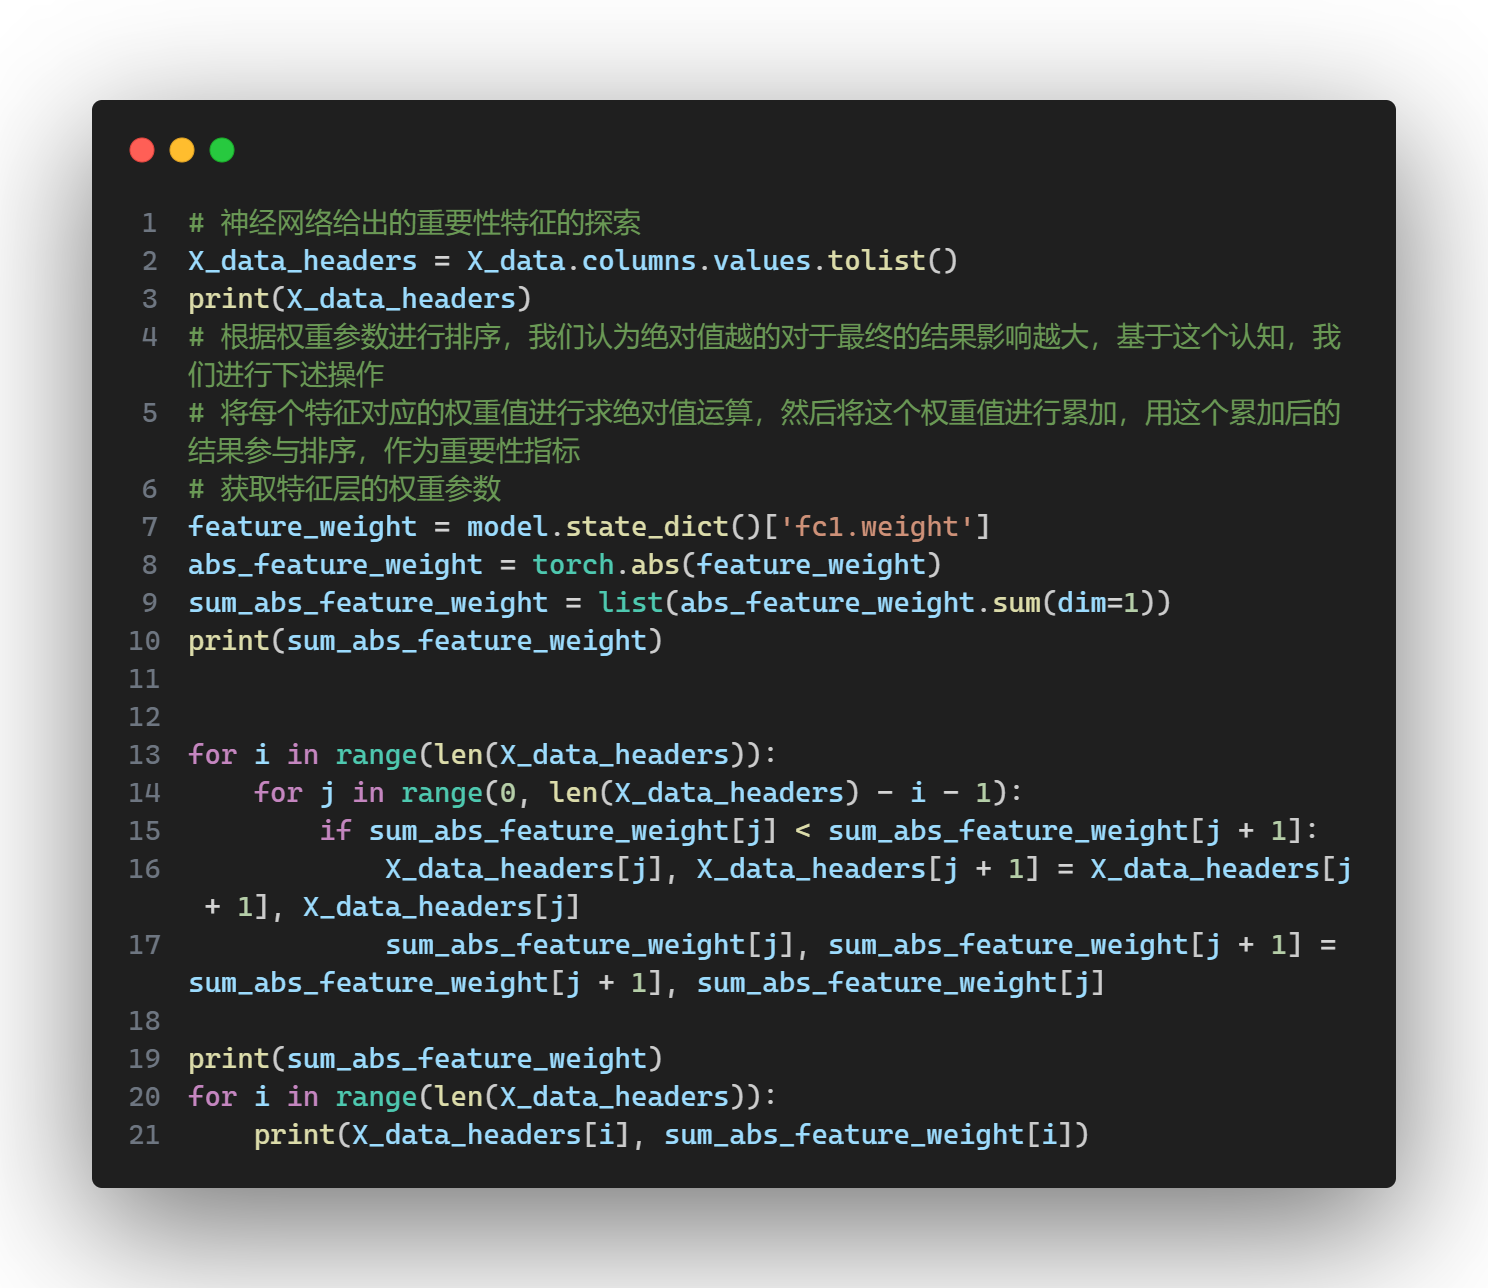 1 # 神经网络给出的重要性特征的探索
2 X_data_headers = X_data.columns.values.tolist()
3 print(X_data_headers)
4 # 根据权重参数进行排序，我们认为绝对值越的对于最终的结果影响越大，基于这个认知，我
们进行下述操作
5 # 将每个特征对应的权重值进行求绝对值运算，然后将这个权重值进行累加，用这个累加后的
结果参与排序，作为重要性指标
6 # 获取特征层的权重参数
7 feature_weight = model.state_dict()['fc1.weight']
8 abs_feature_weight = torch.abs(feature_weight)
9 sum_abs_feature_weight = list(abs_feature_weight.sum(dim=1))
10 print(sum_abs_feature_weight)
11
12
13 for i in range(len(X_data_headers)):
14     for j in range(0, len(X_data_headers) - i - 1):
15         if sum_abs_feature_weight[j] < sum_abs_feature_weight[j + 1]:
16             X_data_headers[j], X_data_headers[j + 1] = X_data_headers[j
 + 1], X_data_headers[j]
17             sum_abs_feature_weight[j], sum_abs_feature_weight[j + 1] =
sum_abs_feature_weight[j + 1], sum_abs_feature_weight[j]
18
19 print(sum_abs_feature_weight)
20 for i in range(len(X_data_headers)):
21     print(X_data_headers[i], sum_abs_feature_weight[i])